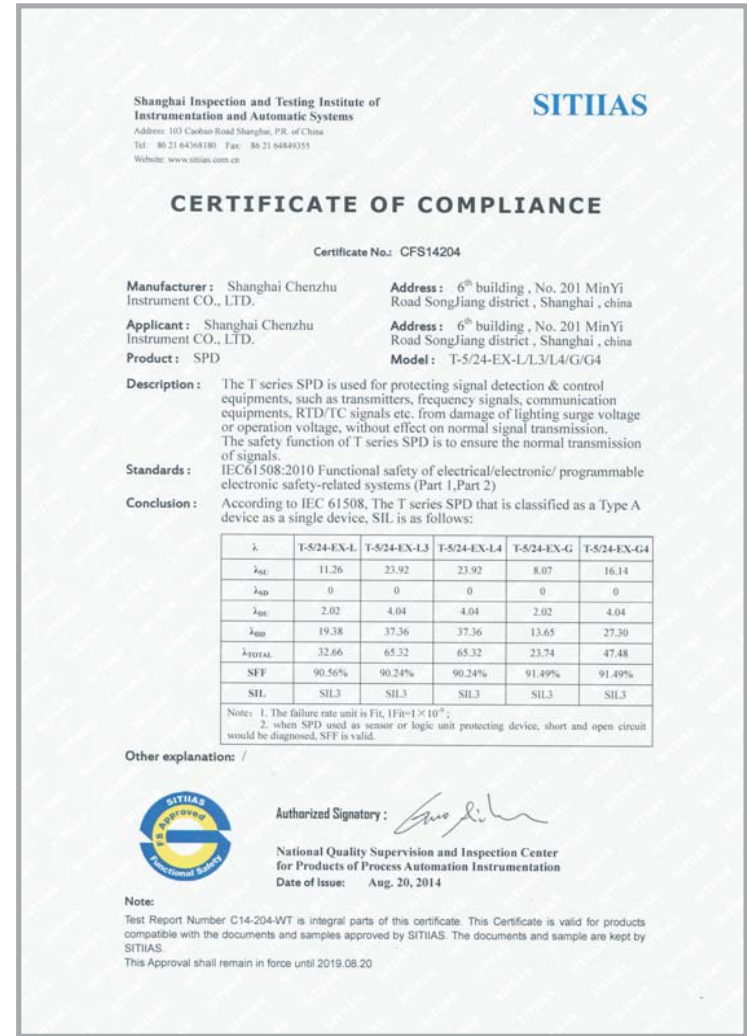 Shanghai Inspection and Testing Institute of
Instrumentation and Automatic Systems
SITIIAS
Address: 103 Caobao Road Shanghai, P.R. of China
Tel: 86 21 64368180 Fax: 86 21 64849355
Website: www.sitiias.com.cn
CERTIFICATE OF COMPLIANCE
Certificate No.: CFS14204
Manufacturer : Shanghai Chenzhu
Instrument CO., LTD.
Address : 6th building , No. 201 MinYi
Road SongJiang district , Shanghai , china
Applicant : Shanghai Chenzhu
Instrument CO., LTD.
Address : 6th building , No. 201 MinYi
Road SongJiang district , Shanghai , china
Product : SPD
Model : T-5/24-EX-L/L3/L4/G/G4
Description : The T series SPD is used for protecting signal detection & control
equipments, such as transmitters, frequency signals, communication
equipments, RTD/TC signals etc. from damage of lighting surge voltage
or operation voltage, without effect on normal signal transmission.
The safety function of T series SPD is to ensure the normal transmission
of signals.
Standards : IEC61508:2010 Functional safety of electrical/electronic/ programmable
electronic safety-related systems (Part 1,Part 2)
Conclusion : According to IEC 61508, The T series SPD that is classified as a Type A
device as a single device, SIL is as follows:
λ T-5/24-EX-L T-5/24-EX-L3 T-5/24-EX-L4 T-5/24-EX-G T-5/24-EX-G4
λSU 11.26 23.92 23.92 8.07 16.14
λSD 0 0 0 0 0
λDU 2.02 4.04 4.04 2.02 4.04
λDD 19.38 37.36 37.36 13.65 27.30
λTOTAL 32.66 65.32 65.32 23.74 47.48
SFF 90.56% 90.24% 90.24% 91.49% 91.49%
SIL SIL3 SIL3 SIL3 SIL3 SIL3
Note: 1. The failure rate unit is Fit, 1Fit=1×10-9 ;
2. when SPD used as sensor or logic unit protecting device, short and open circuit
would be diagnosed, SFF is valid.
Other explanation: /
SITIIAS
FS Approved
Functional Safety
Authorized Signatory :
National Quality Supervision and Inspection Center
for Products of Process Automation Instrumentation
Date of Issue: Aug. 20, 2014
Note:
Test Report Number C14-204-WT is integral parts of this certificate. This Certificate is valid for products
compatible with the documents and samples approved by SITIIAS. The documents and sample are kept by
SITIIAS.
This Approval shall remain in force until 2019.08.20